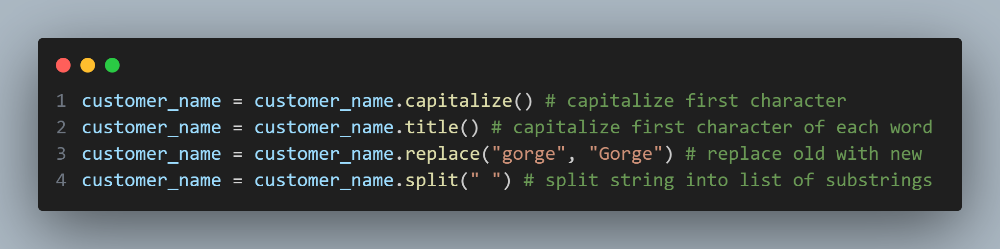 1 customer_name = customer_name.capitalize() # capitalize first character
2 customer_name = customer_name.title() # capitalize first character of each word
3 customer_name = customer_name.replace("gorge", "Gorge") # replace old with new
4 customer_name = customer_name.split(" ") # split string into list of substrings